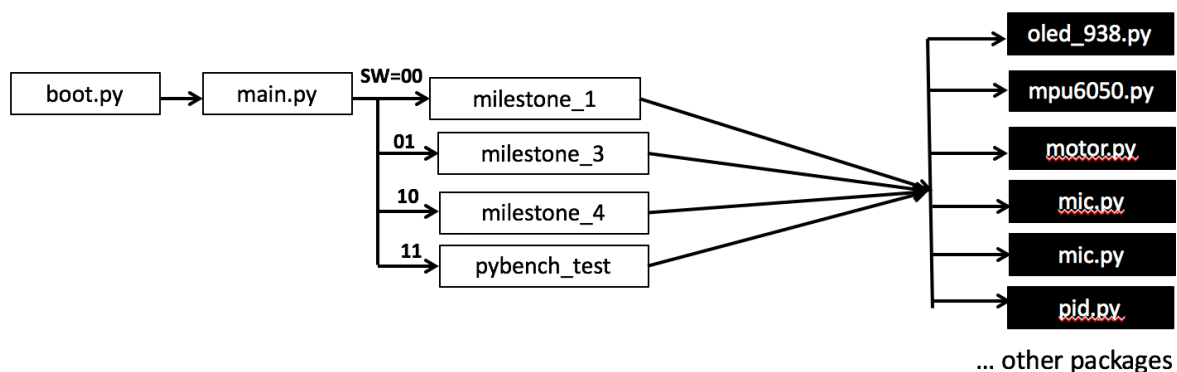 boot.py
main.py
SW=00
milestone_1
01
milestone_3
10
milestone_4
11
pybench_test
oled_938.py
mpu6050.py
motor.py
mic.py
mic.py
pid.py
... other packages